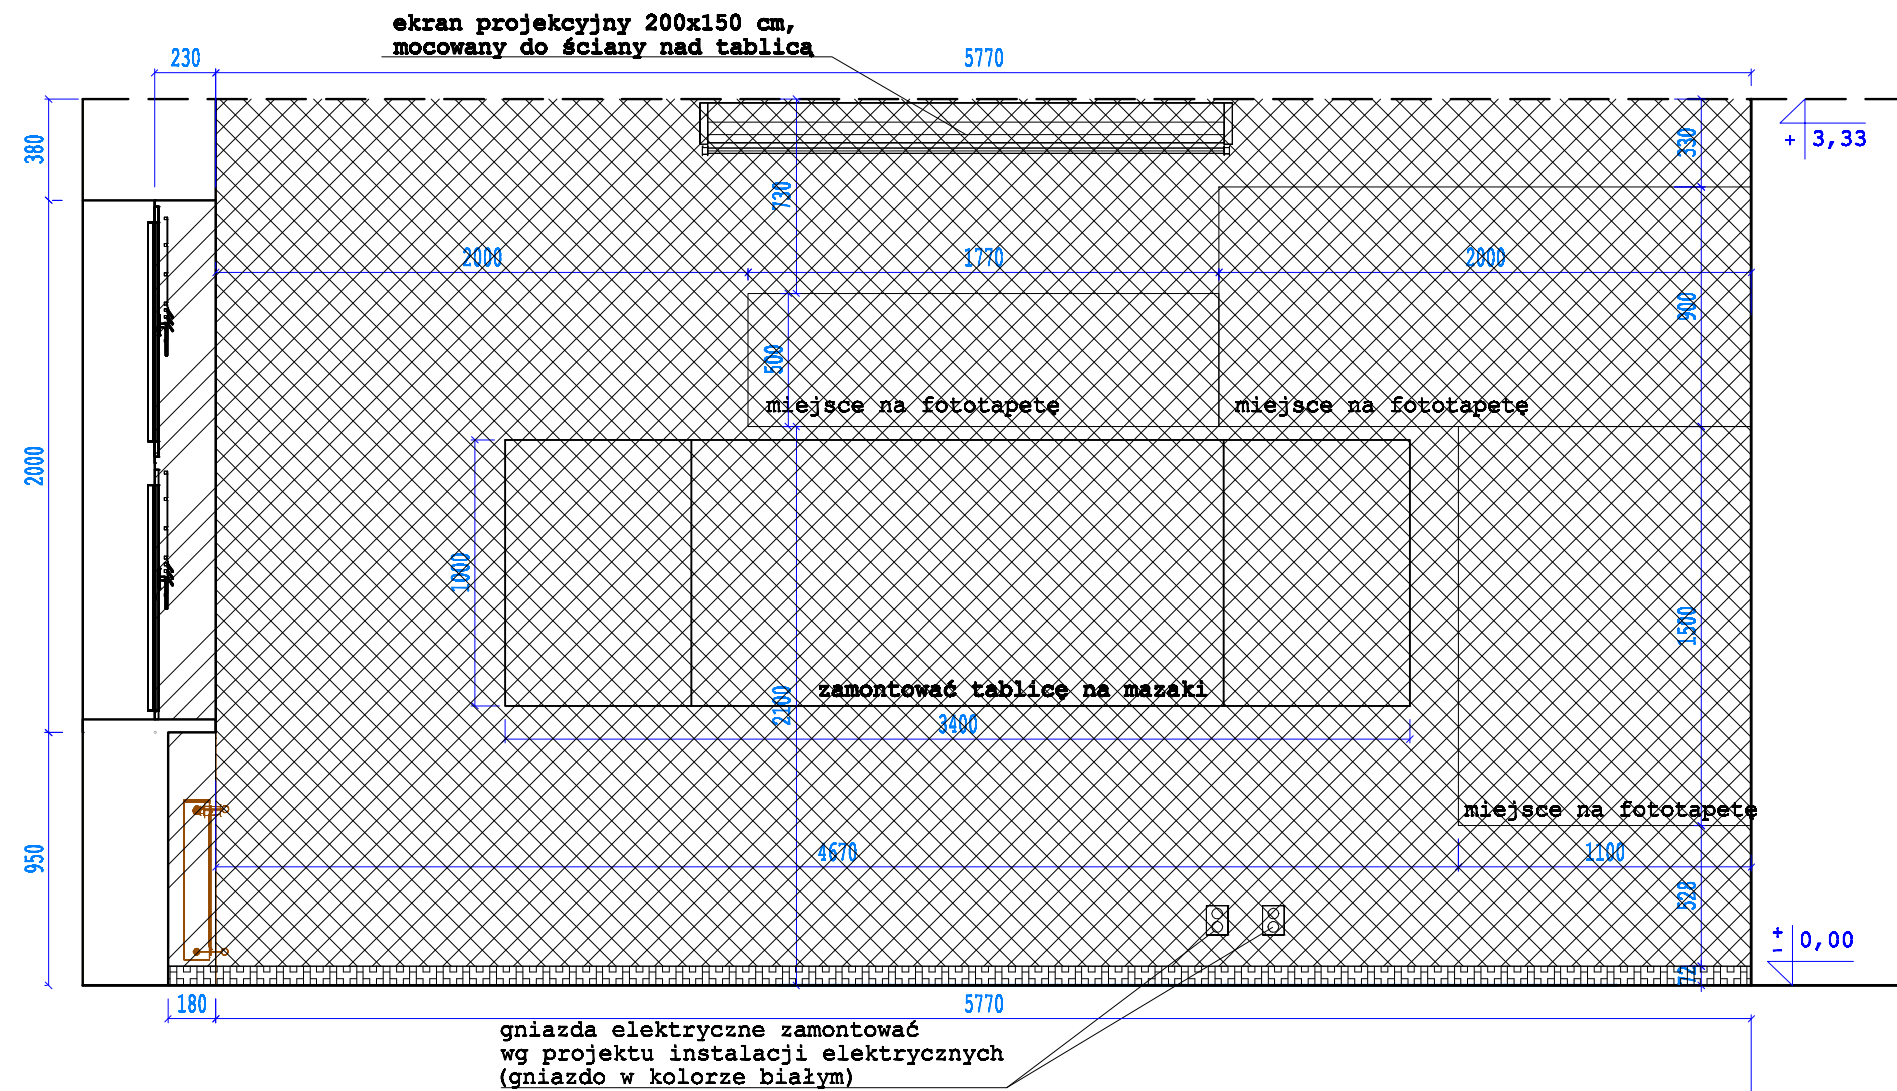 ekran projekcyjny 200x150 cm,
mocowany do ściany nad tablicą
230
5770
380
330
+ 3,33
730
2000
1770
2000
900
500
miejsce na fototapetę
miejsce na fototapetę
2000
1000
1500
zamontować tablicę na mazaki
2100
3400
miejsce na fototapetę
950
4670
1100
528
+
- 0,00
72
180
5770
gniazda elektryczne zamontować
wg projektu instalacji elektrycznych
(gniazdo w kolorze białym)